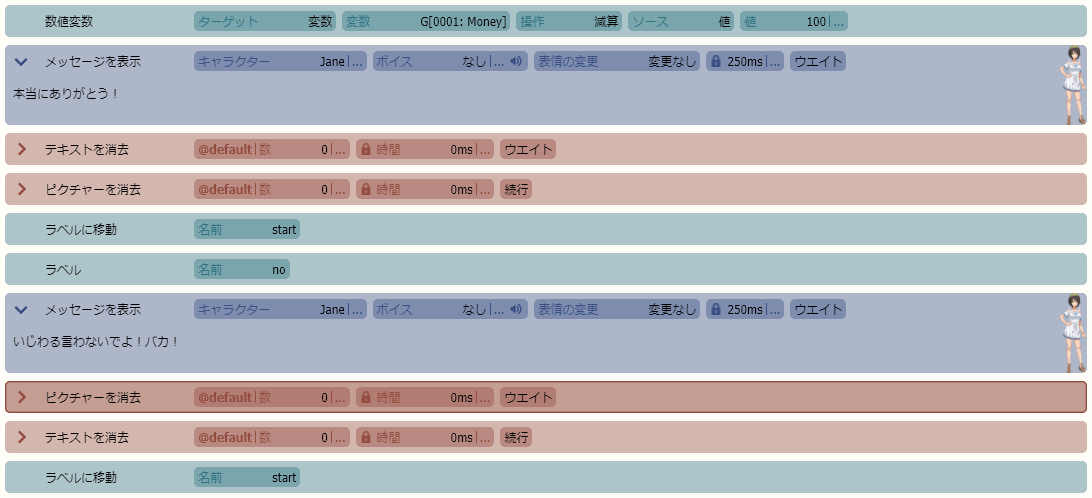 数値変数 ターゲット 変数 変数 G[0001: Money] 操作 減算 ソース 値 値 100|...
メッセージを表示 キャラクター Jane|... ボイス なし|... 表情の変更 変更なし 250ms|... ウエイト
本当にありがとう！
テキストを消去 @default|数 0|... 時間 0ms|... ウエイト
ピクチャーを消去 @default|数 0|... 時間 0ms|... 続行
ラベルに移動 名前 start
ラベル 名前 no
メッセージを表示 キャラクター Jane|... ボイス なし|... 表情の変更 変更なし 250ms|... ウエイト
いじわる言わないでよ！バカ！
ピクチャーを消去 @default|数 0|... 時間 0ms|... ウエイト
テキストを消去 @default|数 0|... 時間 0ms|... 続行
ラベルに移動 名前 start